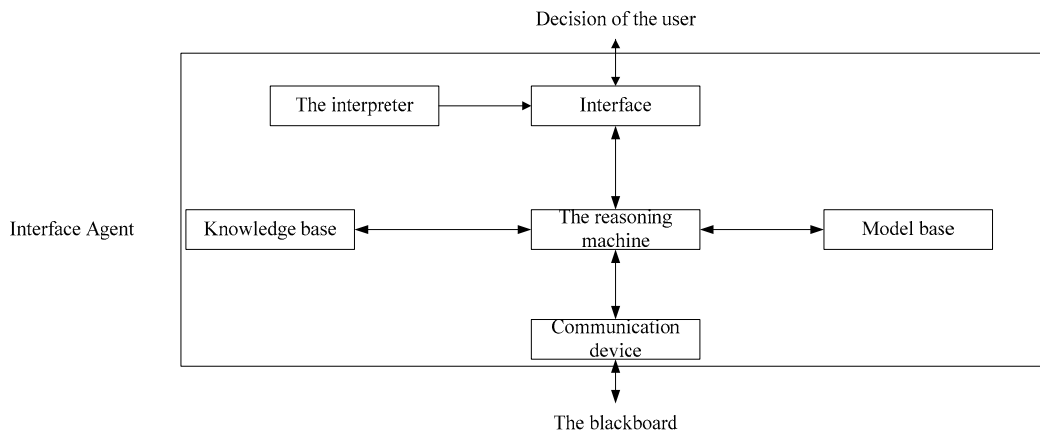 Decision of the user
The interpreter
Interface
Interface Agent
Knowledge base
The reasoning
machine
Model base
Communication
device
The blackboard